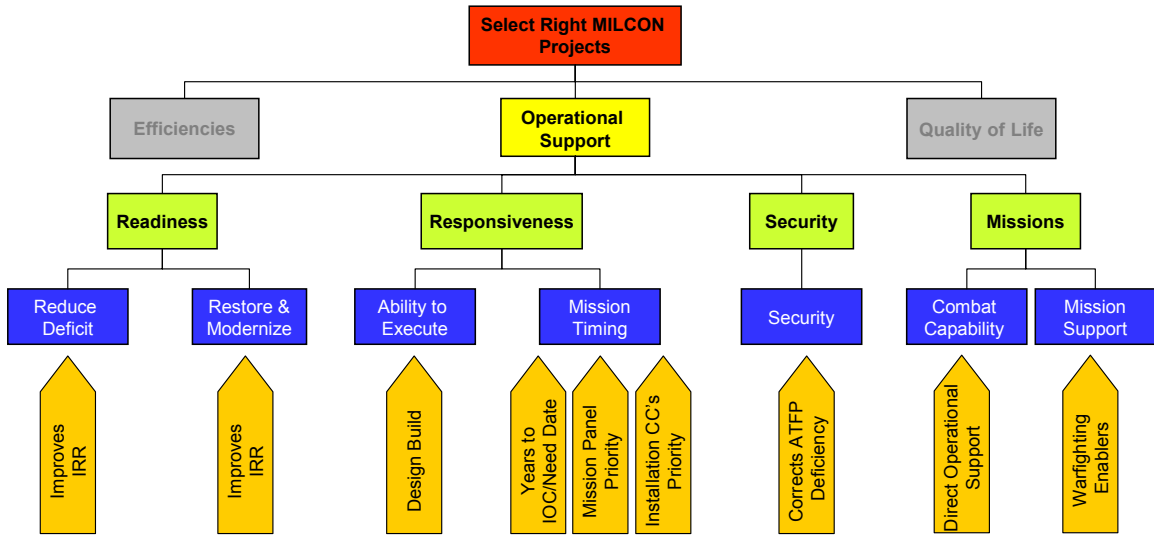 Select Right MILCON
Projects
Efficiencies
Operational
Support
Quality of Life
Readiness
Responsiveness
Security
Missions
Reduce
Deficit
Restore &
Modernize
Ability to
Execute
Mission
Timing
Security
Combat
Capability
Mission
Support
Improves
IRR
Improves
IRR
Design Build
Years to
IOC/Need Date
Mission Panel
Priority
Installation CC's
Priority
Corrects ATFP
Deficiency
Direct Operational
Support
Warfighting
Enablers